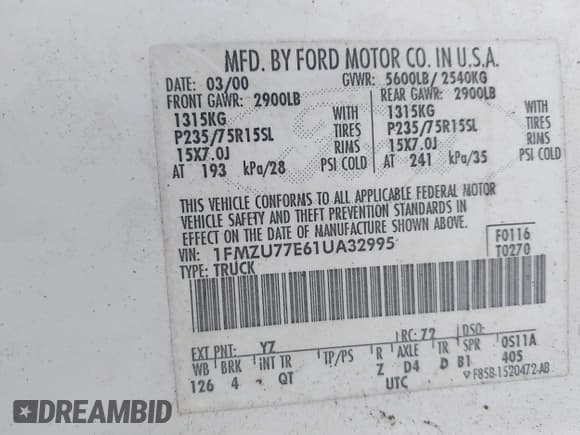 MFD. BY FORD MOTOR CO. IN U.S.A.
DATE: 03/00 GVWR: 5600LB/ 2540KG
FRONT GAWR: 2900LB REAR GAWR: 2900LB
1315KG WITH 1315KG WITH
P235/75R15SL TIRES P235/75R15SL TIRES
15X7.0J RIMS 15X7.0J RIMS
AT 193 kPa/28 PSI COLD AT 241 kPa/35 PSI COLD
THIS VEHICLE CONFORMS TO ALL APPLICABLE FEDERAL MOTOR
VEHICLE SAFETY AND THEFT PREVENTION STANDARDS IN
EFFECT ON THE DATE OF MANUFACTURE SHOWN ABOVE.
VIN: 1FMZU77E61UA32995 F0116
TYPE: TRUCK T0270
EXT PNT: YZ RC: 72 DSO:
WB BRK INT TR TP/PS R AXLE TR SPR 0S11A
126 4 QT Z D4 D B1 405
UTC F85B-1520472-AB
DREAMBID